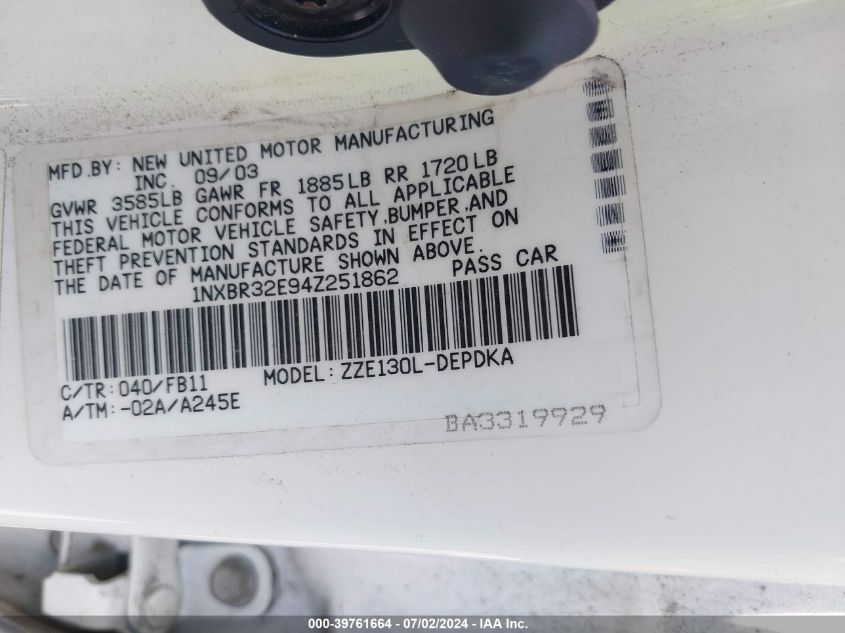 MFD.BY: NEW UNITED MOTOR MANUFACTURING
INC. 09/03
GVWR 3585LB GAWR FR 1885LB RR 1720LB
THIS VEHICLE CONFORMS TO ALL APPLICABLE
FEDERAL MOTOR VEHICLE SAFETY,BUMPER,AND
THEFT PREVENTION STANDARDS IN EFFECT ON
THE DATE OF MANUFACTURE SHOWN ABOVE.
1NXBR32E94Z251862 PASS CAR
C/TR: 040/FB11 MODEL: ZZE130L-DEPDKA
A/TM: -02A/A245E
BA3319929
000-39761664 - 07/02/2024 - IAA Inc.